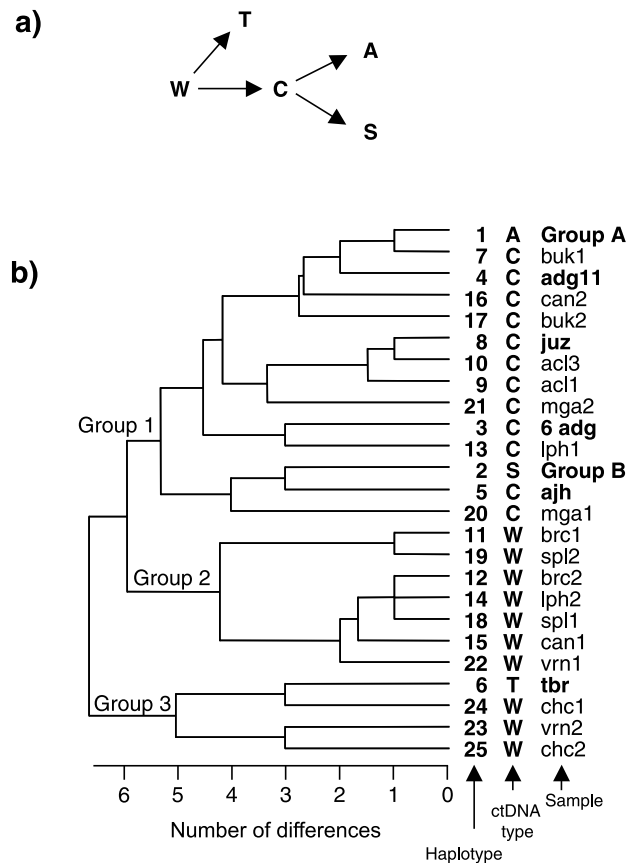 a)
T
A
W
C
S
b)
1 A Group A
7 C buk1
4 C adg11
16 C can2
17 C buk2
8 C juz
10 C acl3
9 C acl1
21 C mga2
Group 1
3 C 6 adg
13 C lph1
2 S Group B
5 C ajh
20 C mga1
11 W brc1
19 W spl2
Group 2
12 W brc2
14 W lph2
18 W spl1
15 W can1
22 W vrn1
6 T tbr
Group 3
24 W chc1
23 W vrn2
25 W chc2
6 5 4 3 2 1 0
Number of differences
Haplotype
ctDNA
type
Sample